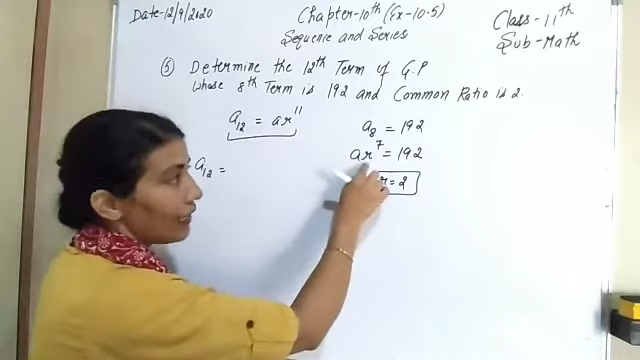 Date-12/9/2020
Chapter-10th (Ex-10.5)
Class-11th
Sequence and Series
Sub-Math
⑤ Determine the 12th Term of G.P
whose 8th Term is 192 and Common Ratio is 2.
a₁₂ = ar¹¹
a₈ = 192
ar⁷ = 192
a₁₂ =
r = 2